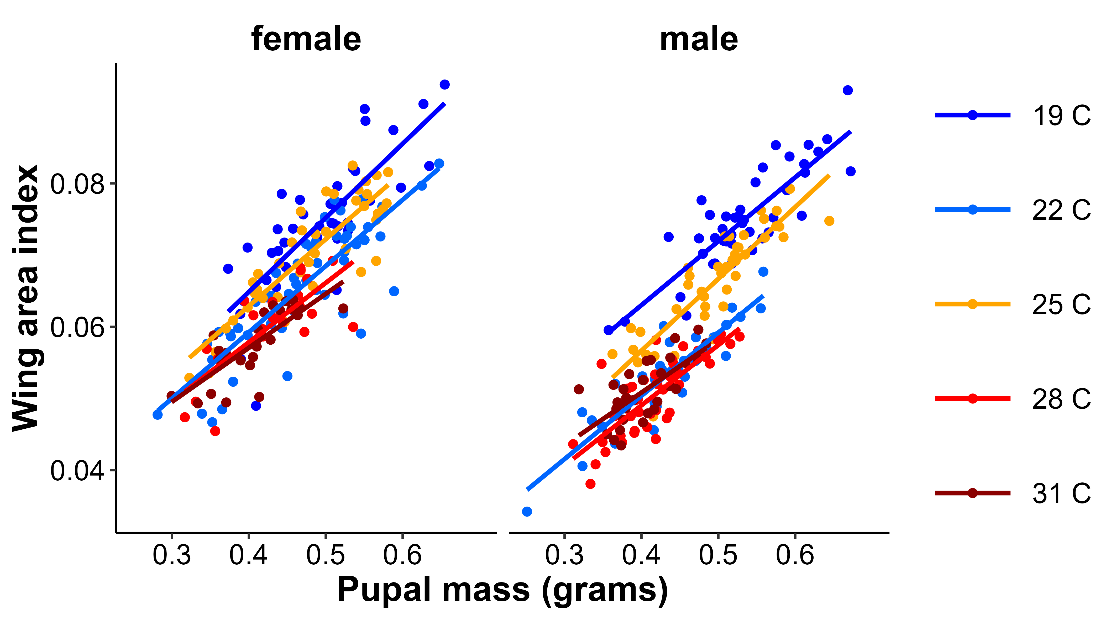 female male
Wing area index
0.08
0.06
0.04
0.3 0.4 0.5 0.6 0.3 0.4 0.5 0.6
Pupal mass (grams)
19 C
22 C
25 C
28 C
31 C